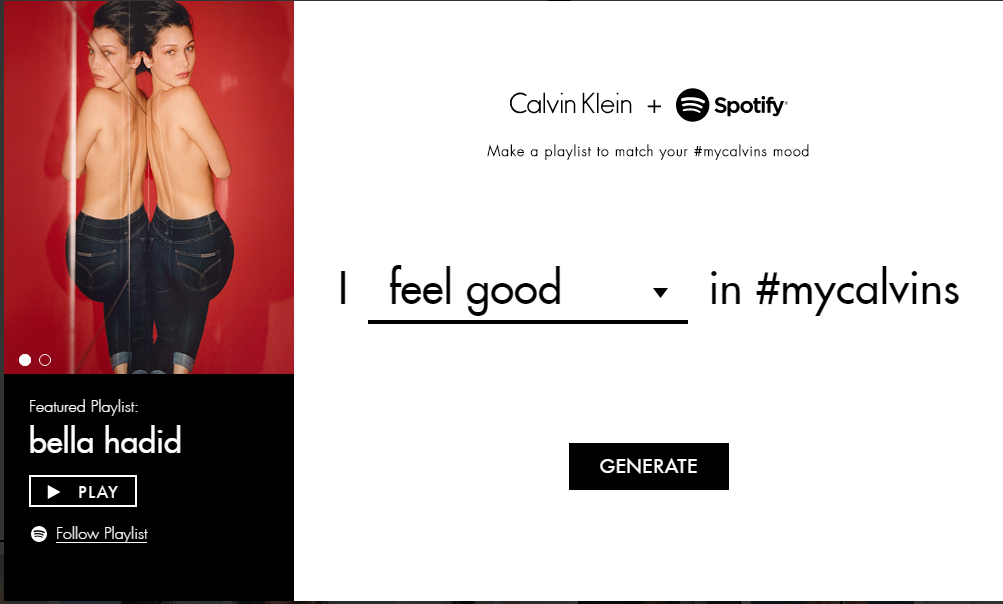 Calvin Klein + Spotify®
Make a playlist to match your #mycalvins mood
I feel good in #mycalvins
GENERATE
Featured Playlist:
bella hadid
PLAY
Follow Playlist